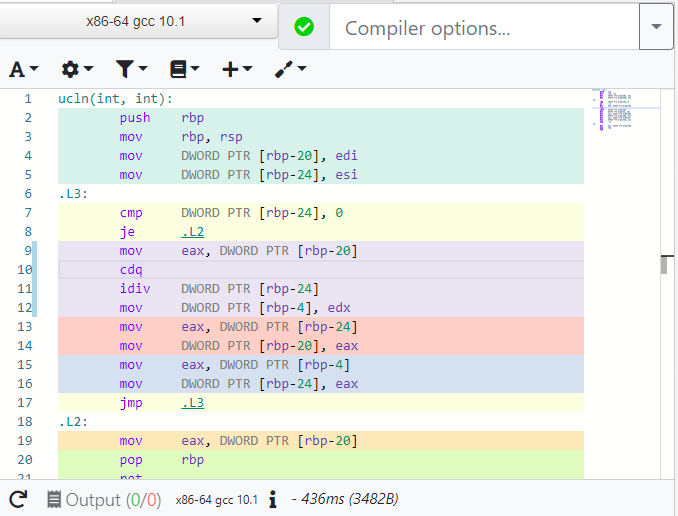 x86-64 gcc 10.1
Compiler options...
A
1 ucln(int, int):
2 push rbp
3 mov rbp, rsp
4 mov DWORD PTR [rbp-20], edi
5 mov DWORD PTR [rbp-24], esi
6 .L3:
7 cmp DWORD PTR [rbp-24], 0
8 je .L2
9 mov eax, DWORD PTR [rbp-20]
10 cdq
11 idiv DWORD PTR [rbp-24]
12 mov DWORD PTR [rbp-4], edx
13 mov eax, DWORD PTR [rbp-24]
14 mov DWORD PTR [rbp-20], eax
15 mov eax, DWORD PTR [rbp-4]
16 mov DWORD PTR [rbp-24], eax
17 jmp .L3
18 .L2:
19 mov eax, DWORD PTR [rbp-20]
20 pop rbp
21 ret
Output (0/0) x86-64 gcc 10.1 i - 436ms (3482B)